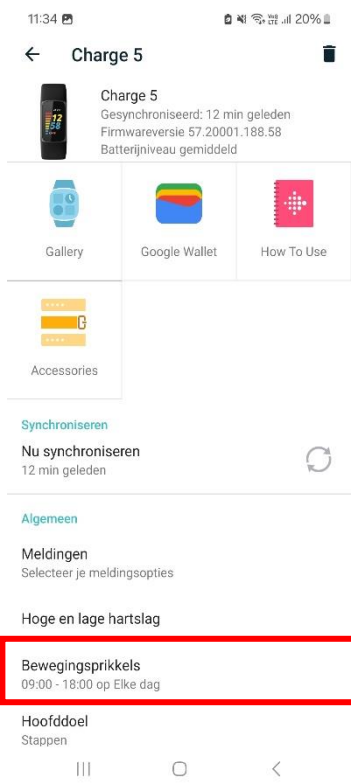 11:34 20%
Charge 5
Charge 5
Gesynchroniseerd: 12 min geleden
Firmwareversie 57.20001.188.58
Batterijniveau gemiddeld
Gallery
Google Wallet
How To Use
Accessories
Synchroniseren
Nu synchroniseren
12 min geleden
Algemeen
Meldingen
Selecteer je meldingsopties
Hoge en lage hartslag
Bewegingsprikkels
09:00 - 18:00 op Elke dag
Hoofddoel
Stappen